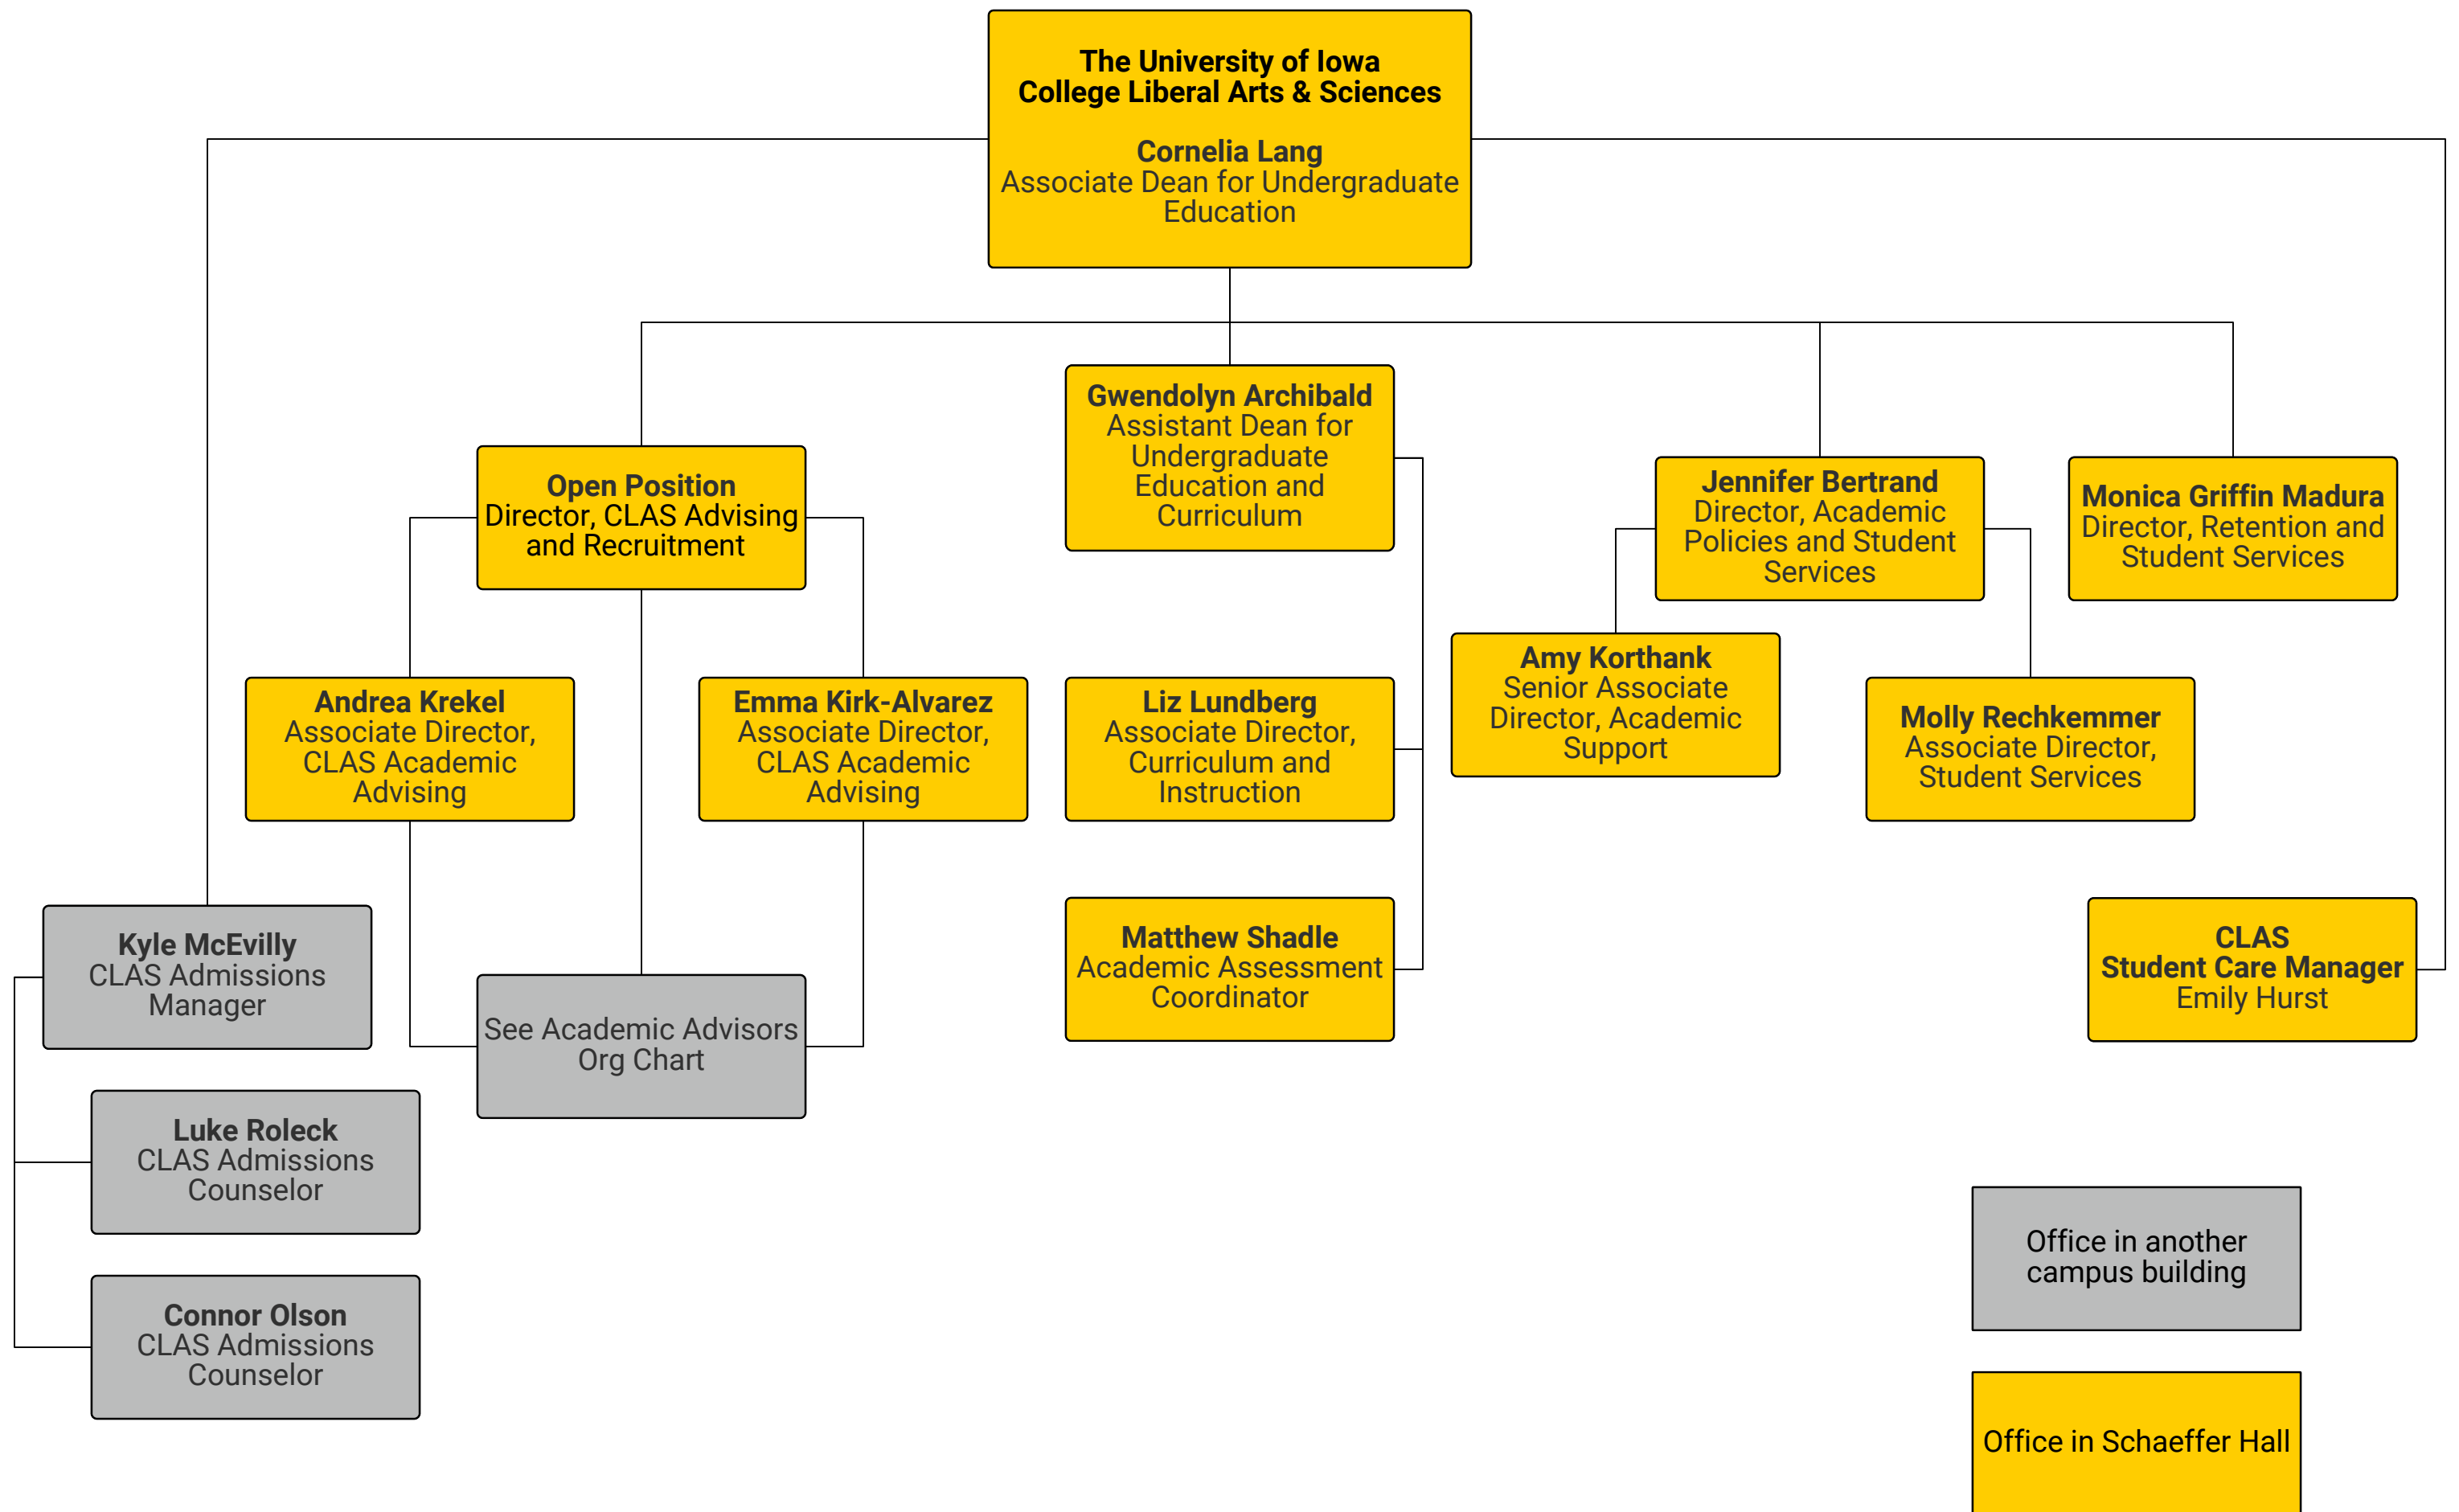 The University of Iowa
College Liberal Arts & Sciences
Cornelia Lang
Associate Dean for Undergraduate
Education
Gwendolyn Archibald
Assistant Dean for
Undergraduate
Education and
Curriculum
Open Position
Director, CLAS Advising
and Recruitment
Jennifer Bertrand
Director, Academic
Policies and Student
Services
Monica Griffin Madura
Director, Retention and
Student Services
Andrea Krekel
Associate Director,
CLAS Academic
Advising
Emma Kirk-Alvarez
Associate Director,
CLAS Academic
Advising
Liz Lundberg
Associate Director,
Curriculum and
Instruction
Amy Korthank
Senior Associate
Director, Academic
Support
Molly Rechkemmer
Associate Director,
Student Services
Kyle McEvilly
CLAS Admissions
Manager
See Academic Advisors
Org Chart
Matthew Shadle
Academic Assessment
Coordinator
CLAS
Student Care Manager
Emily Hurst
Luke Roleck
CLAS Admissions
Counselor
Connor Olson
CLAS Admissions
Counselor
Office in another
campus building
Office in Schaeffer Hall